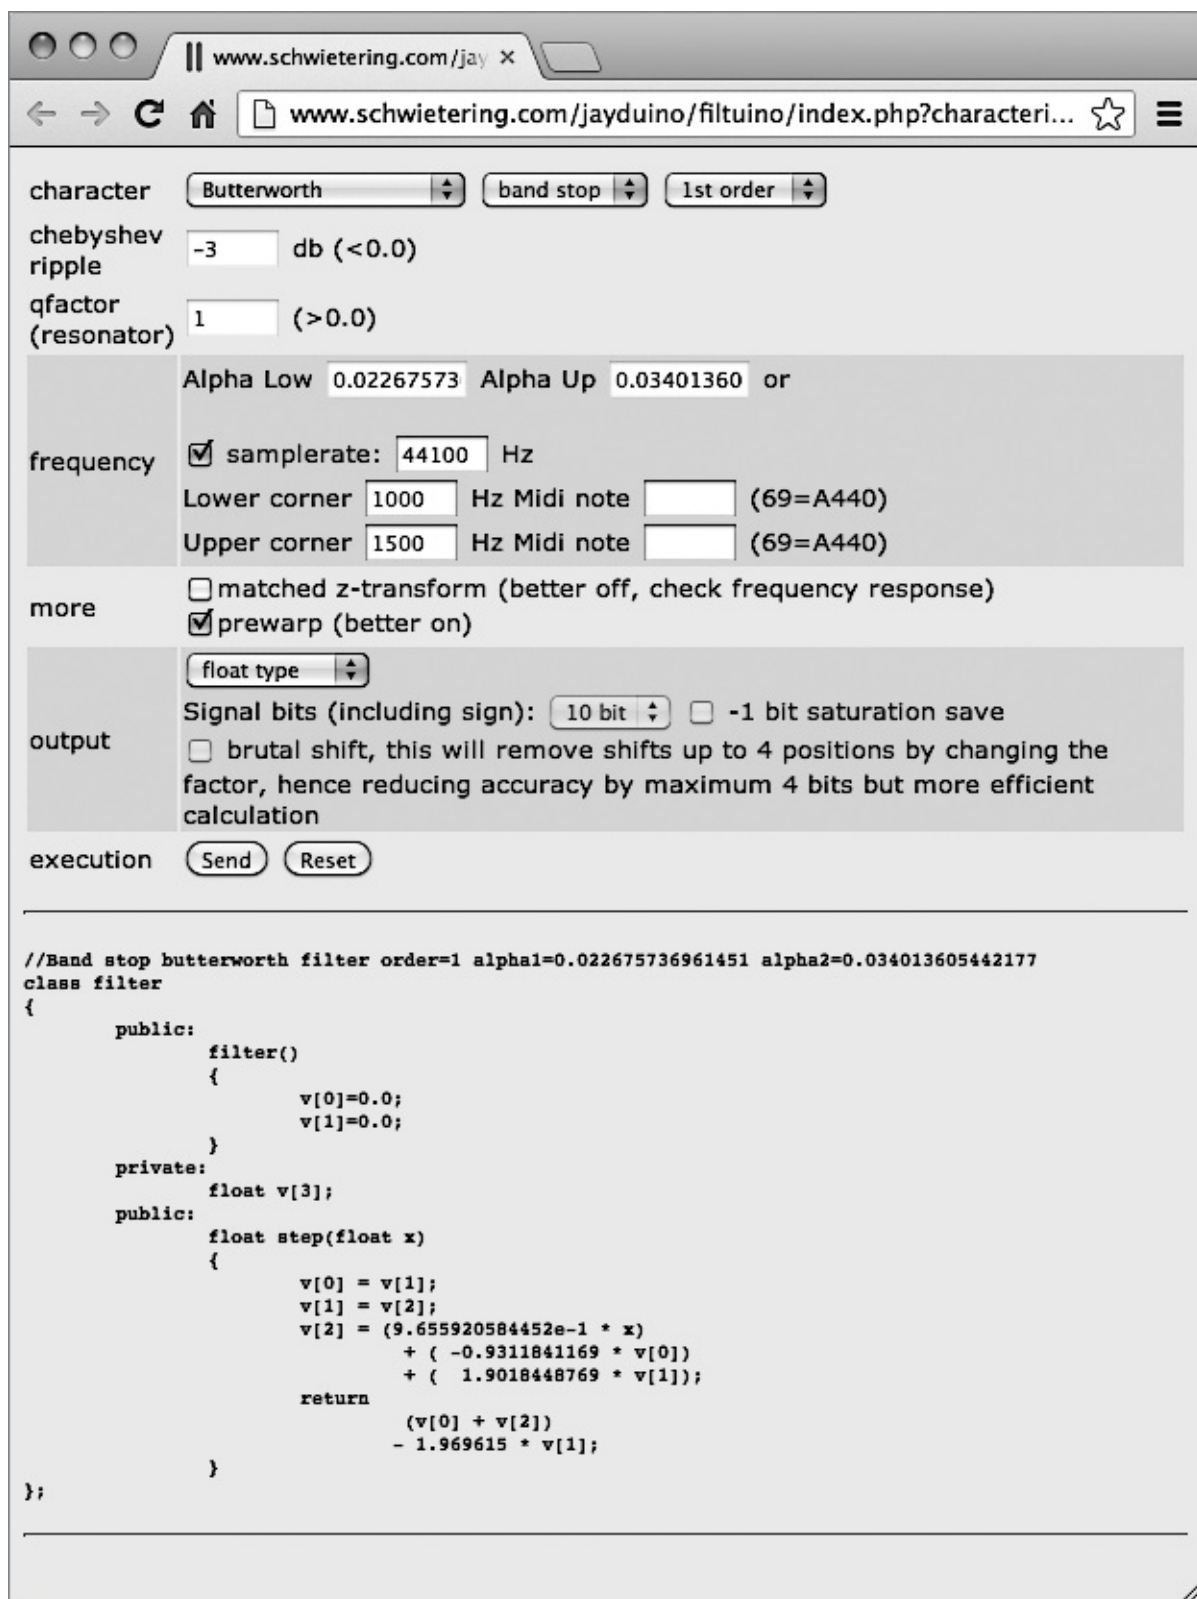 www.schwietering.com/jay
www.schwietering.com/jayduino/filtuino/index.php?characteri...
character Butterworth band stop 1st order
chebyshev ripple -3 db (<0.0)
qfactor (resonator) 1 (>0.0)
frequency
Alpha Low 0.02267573 Alpha Up 0.03401360 or
samplerate: 44100 Hz
Lower corner 1000 Hz Midi note (69=A440)
Upper corner 1500 Hz Midi note (69=A440)
more
matched z-transform (better off, check frequency response)
prewarp (better on)
output
float type
Signal bits (including sign): 10 bit -1 bit saturation save
brutal shift, this will remove shifts up to 4 positions by changing the
factor, hence reducing accuracy by maximum 4 bits but more efficient
calculation
execution Send Reset
//Band stop butterworth filter order=1 alpha1=0.022675736961451 alpha2=0.034013605442177
class filter
{
public:
filter()
{
v[0]=0.0;
v[1]=0.0;
}
private:
float v[3];
public:
float step(float x)
{
v[0] = v[1];
v[1] = v[2];
v[2] = (9.655920584452e-1 * x)
+ ( -0.9311841169 * v[0])
+ ( 1.9018448769 * v[1]);
return
(v[0] + v[2])
- 1.969615 * v[1];
}
};